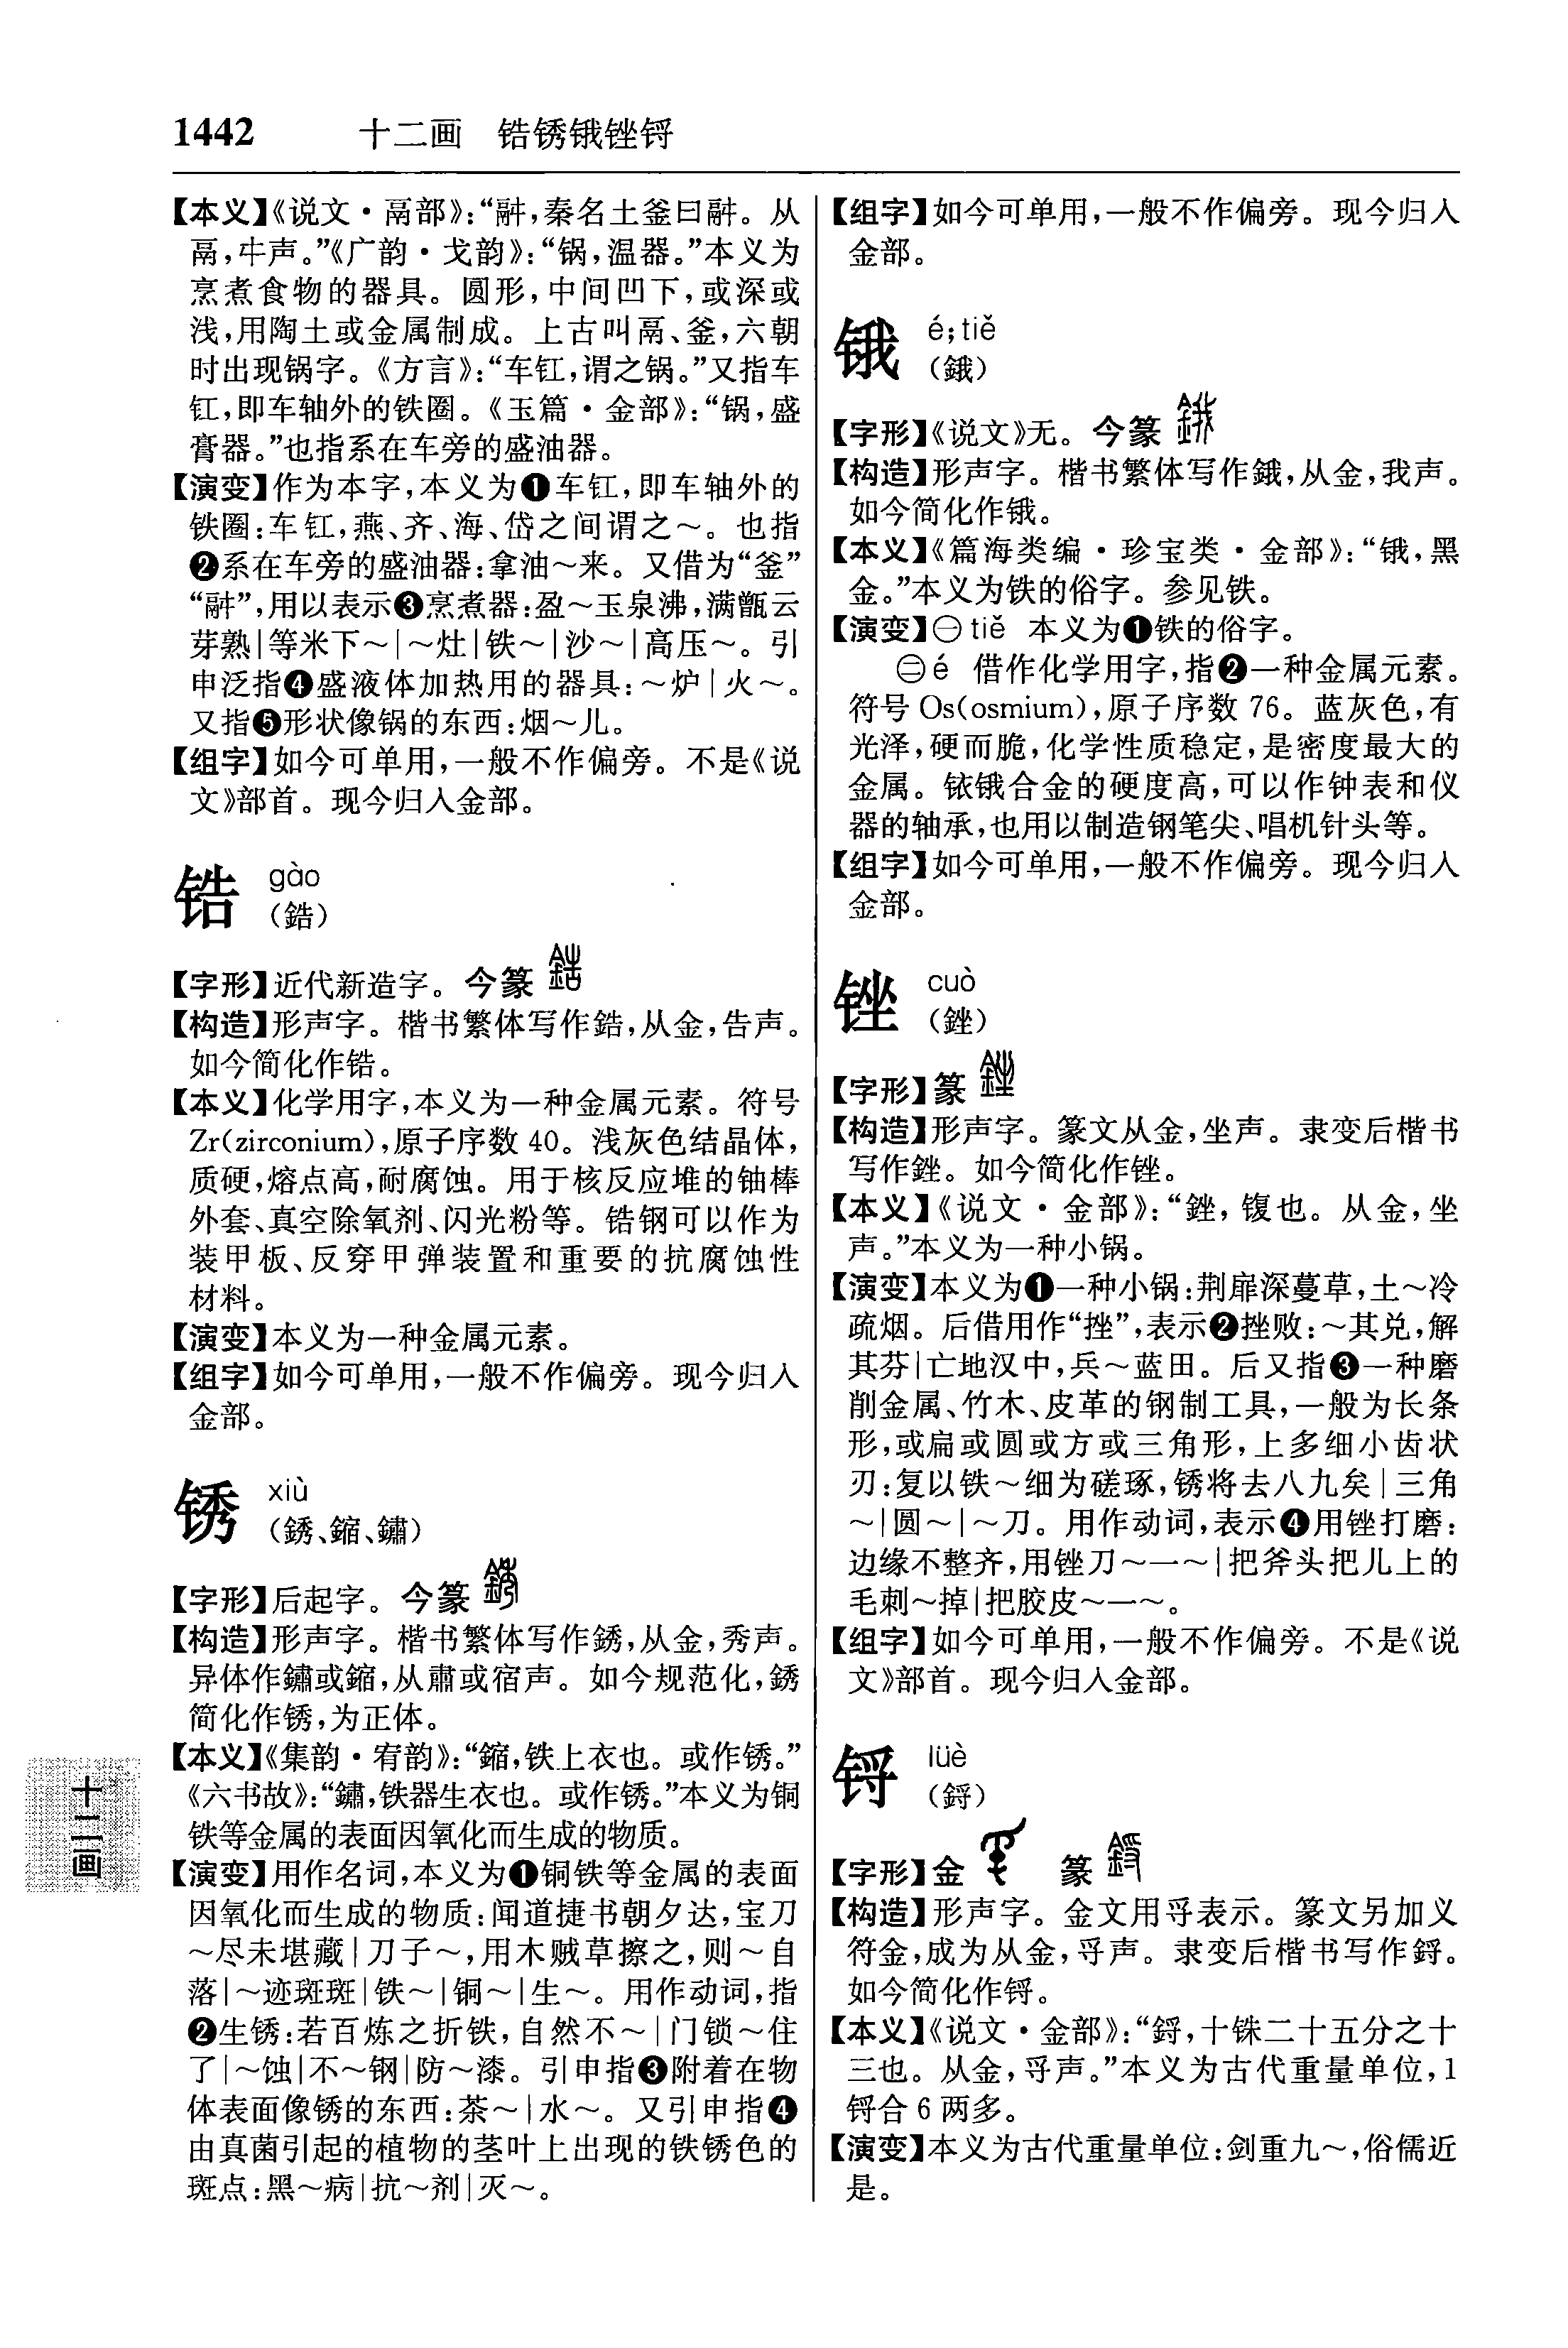 1442 十二画 锆锈锇锉锊
【本义】《说文·鬲部》：“䰛，秦名土釜曰䰛。从
鬲，㐄声。”《广韵·戈韵》：“锅，温器。”本义为
烹煮食物的器具。圆形，中间凹下，或深或
浅，用陶土或金属制成。上古叫鬲、釜，六朝
时出现锅字。《方言》：“车釭，谓之锅。”又指车
釭，即车轴外的铁圈。《玉篇·金部》：“锅，盛
膏器。”也指系在车旁的盛油器。
【演变】作为本字，本义为❶车釭，即车轴外的
铁圈：车釭，燕、齐、海、岱之间谓之～。也指
❷系在车旁的盛油器：拿油～来。又借为“釜”
“䰛”，用以表示❸烹煮器：盈～玉泉沸，满甑云
芽熟|等米下～|～灶|铁～|沙～|高压～。引
申泛指❹盛液体加热用的器具：～炉|火～。
又指❺形状像锅的东西：烟～儿。
【组字】如今可单用，一般不作偏旁。不是《说
文》部首。现今归入金部。
锆 gào
（鋯）
【字形】近代新造字。今篆
【构造】形声字。楷书繁体写作鋯，从金，告声。
如今简化作锆。
【本义】化学用字，本义为一种金属元素。符号
Zr(zirconium)，原子序数 40。浅灰色结晶体，
质硬，熔点高，耐腐蚀。用于核反应堆的铀棒
外套、真空除氧剂、闪光粉等。锆钢可以作为
装甲板、反穿甲弹装置和重要的抗腐蚀性
材料。
【演变】本义为一种金属元素。
【组字】如今可单用，一般不作偏旁。现今归入
金部。
锈 xiù
（銹、鏥、鏽）
【字形】后起字。今篆
【构造】形声字。楷书繁体写作銹，从金，秀声。
异体作鏽或鏥，从肅或宿声。如今规范化，銹
简化作锈，为正体。
【本义】《集韵·宥韵》：“鏥，铁上衣也。或作锈。”
《六书故》：“鏽，铁器生衣也。或作锈。”本义为铜
铁等金属的表面因氧化而生成的物质。
【演变】用作名词，本义为❶铜铁等金属的表面
因氧化而生成的物质：闻道捷书朝夕达，宝刀
～尽未堪藏|刀子～，用木贼草擦之，则～自
落|～迹斑斑|铁～|铜～|生～。用作动词，指
❷生锈：若百炼之折铁，自然不～|门锁～住
了|～蚀|不～钢|防～漆。引申指❸附着在物
体表面像锈的东西：茶～|水～。又引申指❹
由真菌引起的植物的茎叶上出现的铁锈色的
斑点：黑～病|抗～剂|灭～。
【组字】如今可单用，一般不作偏旁。现今归入
金部。
锇 é；tiě
（鋨）
【字形】《说文》无。今篆
【构造】形声字。楷书繁体写作鋨，从金，我声。
如今简化作锇。
【本义】《篇海类编·珍宝类·金部》：“锇，黑
金。”本义为铁的俗字。参见铁。
【演变】㊀tiě 本义为❶铁的俗字。
㊁é 借作化学用字，指❷一种金属元素。
符号 Os(osmium)，原子序数 76。蓝灰色，有
光泽，硬而脆，化学性质稳定，是密度最大的
金属。铱锇合金的硬度高，可以作钟表和仪
器的轴承，也用以制造钢笔尖、唱机针头等。
【组字】如今可单用，一般不作偏旁。现今归入
金部。
锉 cuò
（銼）
【字形】篆
【构造】形声字。篆文从金，坐声。隶变后楷书
写作銼。如今简化作锉。
【本义】《说文·金部》：“銼，鍑也。从金，坐
声。”本义为一种小锅。
【演变】本义为❶一种小锅：荆扉深蔓草，土～冷
疏烟。后借用作“挫”，表示❷挫败：～其兑，解
其芬|亡地汉中，兵～蓝田。后又指❸一种磨
削金属、竹木、皮革的钢制工具，一般为长条
形，或扁或圆或方或三角形，上多细小齿状
刃：复以铁～细为磋琢，锈将去八九矣|三角
～|圆～|～刀。用作动词，表示❹用锉打磨：
边缘不整齐，用锉刀～一～|把斧头把儿上的
毛刺～掉|把胶皮～一～。
【组字】如今可单用，一般不作偏旁。不是《说
文》部首。现今归入金部。
锊 lüè
（鋝）
【字形】金 篆
【构造】形声字。金文用寽表示。篆文另加义
符金，成为从金，寽声。隶变后楷书写作鋝。
如今简化作锊。
【本义】《说文·金部》：“鋝，十铢二十五分之十
三也。从金，寽声。”本义为古代重量单位，1
锊合 6 两多。
【演变】本义为古代重量单位：剑重九～，俗儒近
是。
十二画